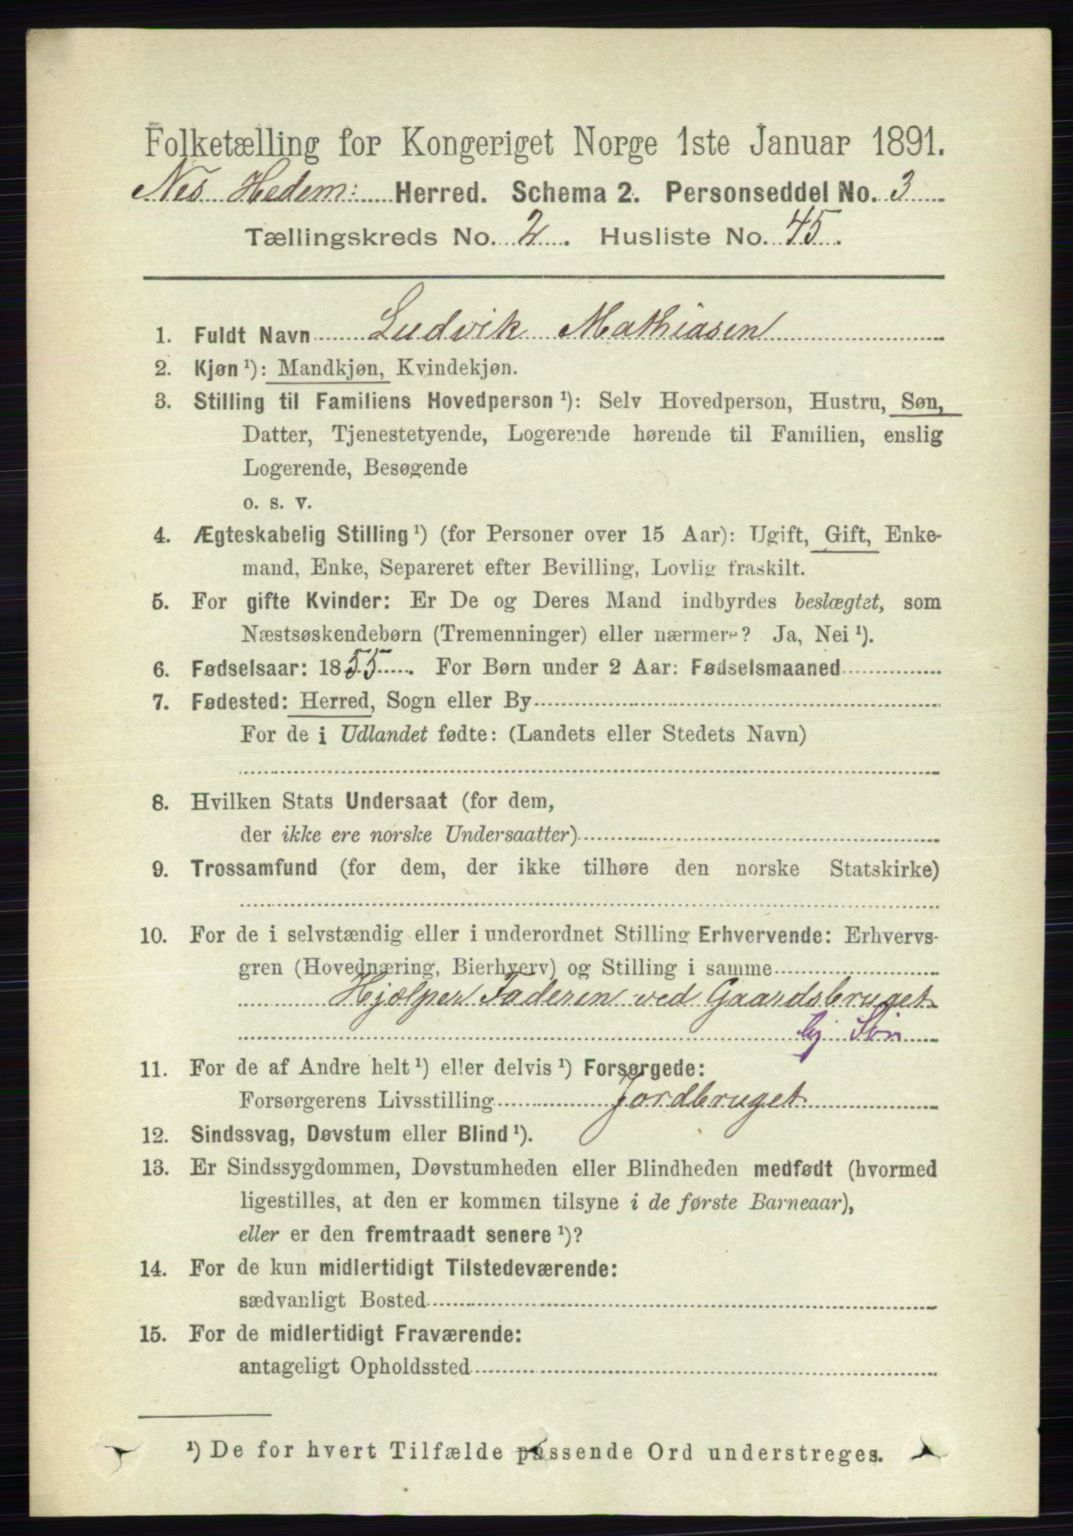 Folketælling for Kongeriget Norge 1ste Januar 1891.
Nes Hedem: Herred. Schema 2. Personseddel No. 3
Tællingskreds No. 2. Husliste No. 45.
1. Fuldt Navn Ludvik Mathiasen
2. Kjøn ¹): Mandkjøn, Kvindekjøn.
3. Stilling til Familiens Hovedperson ¹): Selv Hovedperson, Hustru, Søn,
Datter, Tjenestetyende, Logerende hørende til Familien, enslig
Logerende, Besøgende
o. s. v.
4. Ægteskabelig Stilling ¹) (for Personer over 15 Aar): Ugift, Gift, Enke-
mand, Enke, Separeret efter Bevilling, Lovlig fraskilt.
5. For gifte Kvinder: Er De og Deres Mand indbyrdes beslægtet, som
Næstsøskendebørn (Tremenninger) eller nærmere? Ja, Nei ¹).
6. Fødselsaar: 1855. For Børn under 2 Aar: Fødselsmaaned
7. Fødested: Herred, Sogn eller By
For de i Udlandet fødte: (Landets eller Stedets Navn)
8. Hvilken Stats Undersaat (for dem,
der ikke ere norske Undersaatter)
9. Trossamfund (for dem, der ikke tilhøre den norske Statskirke)
10. For de i selvstændig eller i underordnet Stilling Erhvervende: Erhvervs-
gren (Hovednæring, Bierhverv) og Stilling i samme
Hjælper Faderen ved Gaardsbruget
bj Søn
11. For de af Andre helt ¹) eller delvis ¹) Forsørgede:
Forsørgerens Livsstilling Jordbruget
12. Sindssvag, Døvstum eller Blind ¹).
13. Er Sindssygdommen, Døvstumheden eller Blindheden medfødt (hvormed
ligestilles, at den er kommen tilsyne i de første Barneaar),
eller er den fremtraadt senere ¹)?
14. For de kun midlertidigt Tilstedeværende:
sædvanligt Bosted
15. For de midlertidigt Fraværende:
antageligt Opholdssted
¹) De for hvert Tilfælde passende Ord understreges.